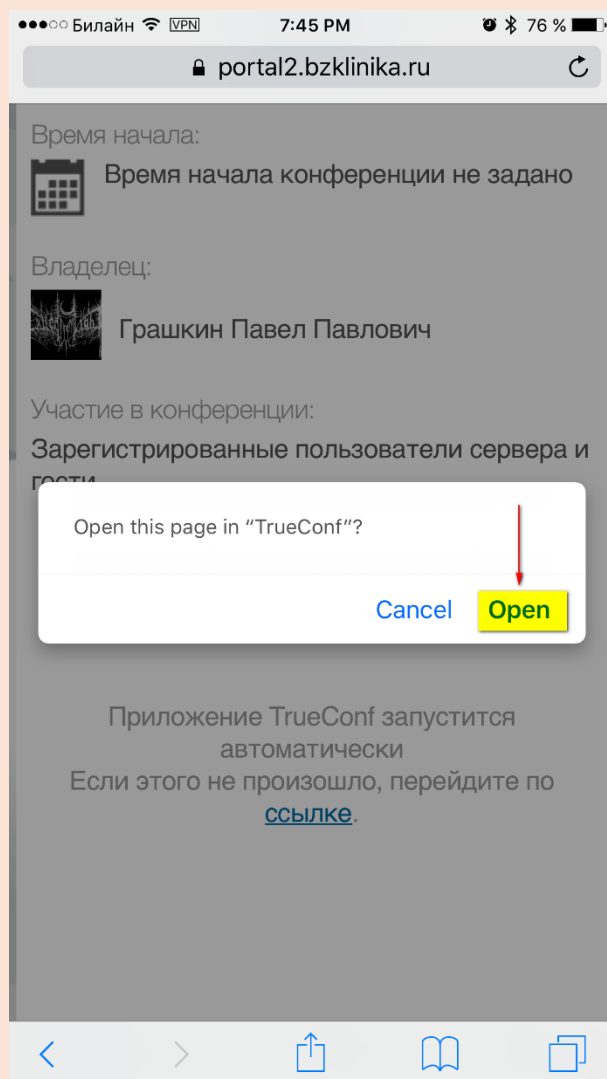 Билайн VPN 7:45 PM 76 %
portal2.bzklinika.ru
Время начала:
Время начала конференции не задано
Владелец:
Грашкин Павел Павлович
Участие в конференции:
Зарегистрированные пользователи сервера и
гости
Open this page in “TrueConf”?
Cancel Open
Приложение TrueConf запустится
автоматически
Если этого не произошло, перейдите по
ссылке.